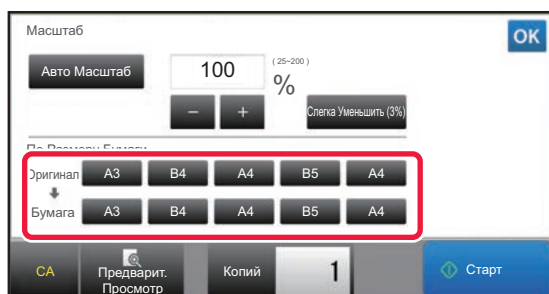 Масштаб
OK
Авто Масштаб
100
(25~200)
%
−
+
Слегка Уменьшить (3%)
По Размеру Бумаги
Оригинал
A3
B4
A4
B5
A4
Бумага
A3
B4
A4
B5
A4
CA
Предварит.
Просмотр
Копий
1
Старт